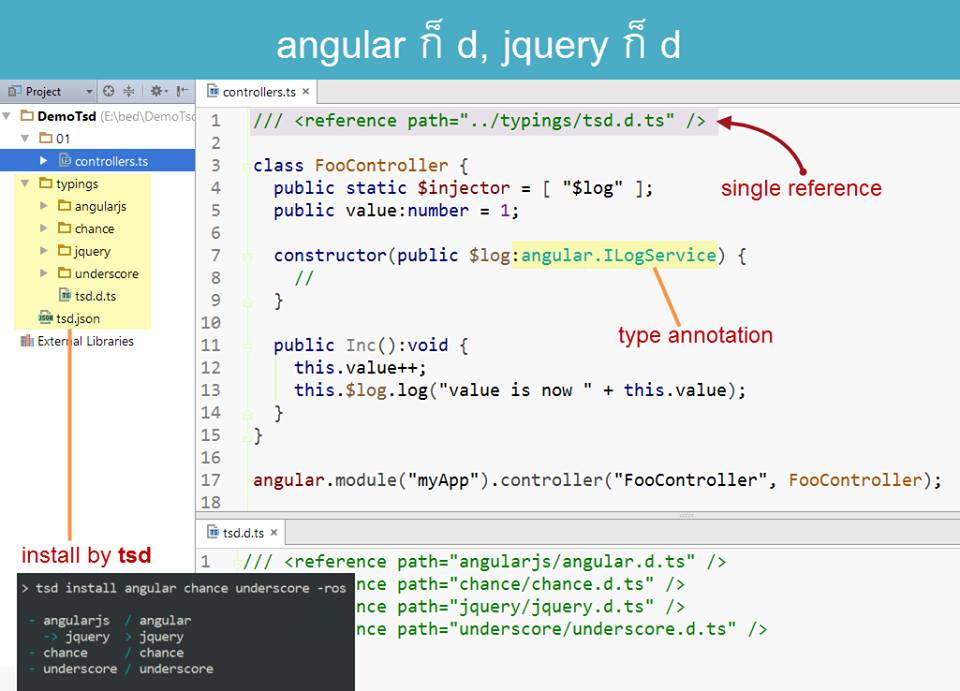 angular ก็ d, jquery ก็ d
Project
controllers.ts
DemoTsd (E:\bed\DemoTsd
01
controllers.ts
typings
angularjs
chance
jquery
underscore
tsd.d.ts
tsd.json
External Libraries
1 /// <reference path="../typings/tsd.d.ts" />
2
3 class FooController {
4 public static $injector = [ "$log" ];
5 public value:number = 1;
6
7 constructor(public $log:angular.ILogService) {
8 //
9 }
10
11 public Inc():void {
12 this.value++;
13 this.$log.log("value is now " + this.value);
14 }
15 }
16
17 angular.module("myApp").controller("FooController", FooController);
18
single reference
type annotation
install by tsd
tsd.d.ts
1 /// <reference path="angularjs/angular.d.ts" />
nce path="chance/chance.d.ts" />
nce path="jquery/jquery.d.ts" />
nce path="underscore/underscore.d.ts" />
> tsd install angular chance underscore -ros
- angularjs / angular
-> jquery > jquery
- chance / chance
- underscore / underscore